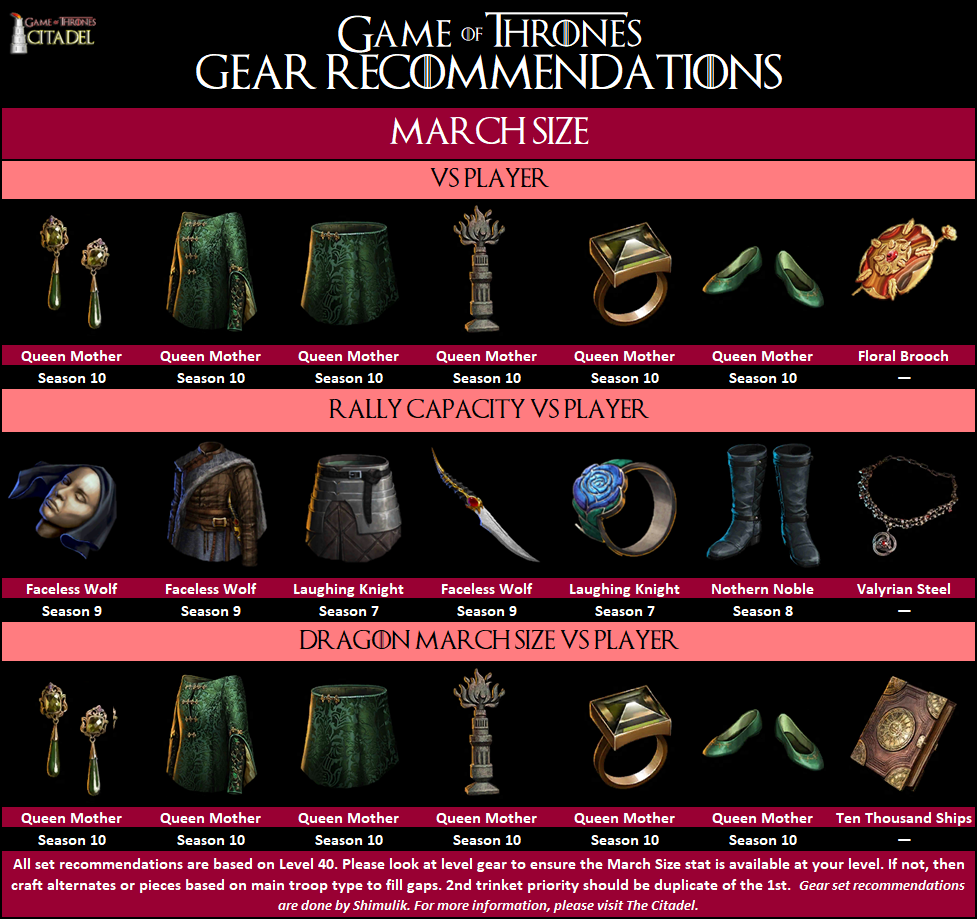 GAME OF THRONES
CITADEL
GAME OF THRONES
GEAR RECOMMENDATIONS
MARCH SIZE
VS PLAYER
Queen Mother Queen Mother Queen Mother Queen Mother Queen Mother Queen Mother Floral Brooch
Season 10 Season 10 Season 10 Season 10 Season 10 Season 10 —
RALLY CAPACITY VS PLAYER
Faceless Wolf Faceless Wolf Laughing Knight Faceless Wolf Laughing Knight Nothern Noble Valyrian Steel
Season 9 Season 9 Season 7 Season 9 Season 7 Season 8 —
DRAGON MARCH SIZE VS PLAYER
Queen Mother Queen Mother Queen Mother Queen Mother Queen Mother Queen Mother Ten Thousand Ships
Season 10 Season 10 Season 10 Season 10 Season 10 Season 10 —
All set recommendations are based on Level 40. Please look at level gear to ensure the March Size stat is available at your level. If not, then
craft alternates or pieces based on main troop type to fill gaps. 2nd trinket priority should be duplicate of the 1st. Gear set recommendations
are done by Shimulik. For more information, please visit The Citadel.